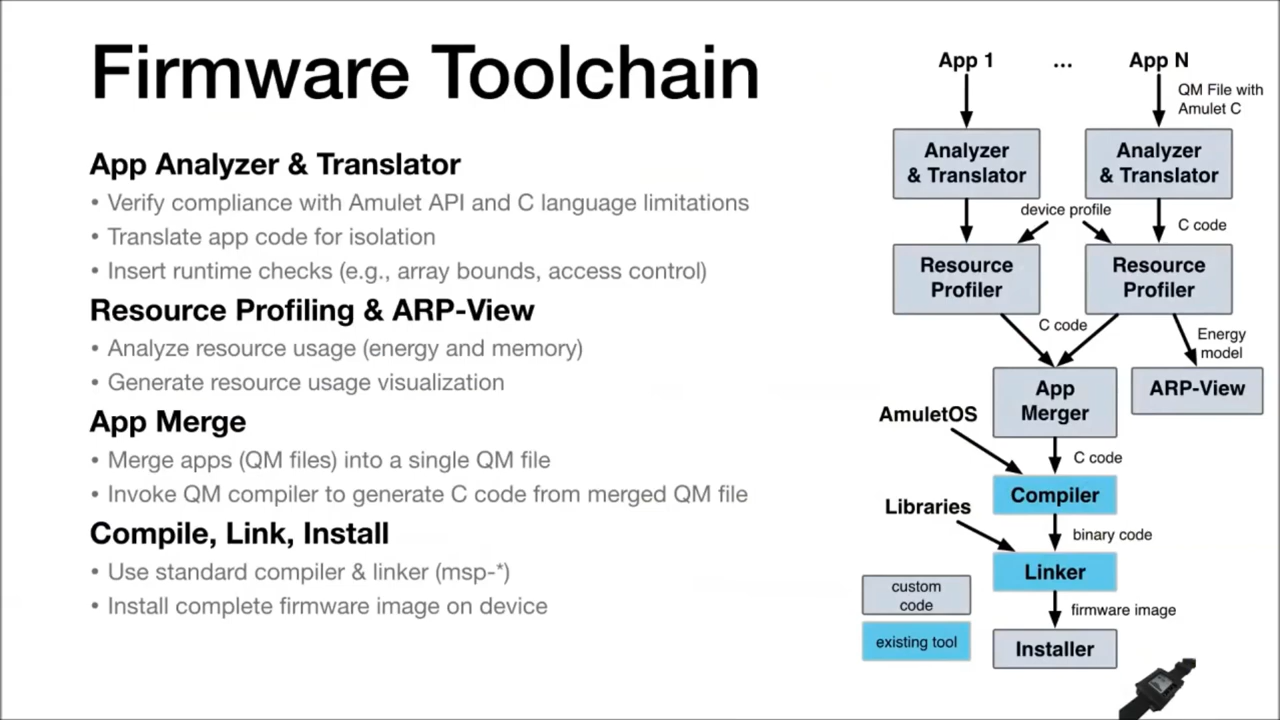 Firmware Toolchain
App Analyzer & Translator
• Verify compliance with Amulet API and C language limitations
• Translate app code for isolation
• Insert runtime checks (e.g., array bounds, access control)
Resource Profiling & ARP-View
• Analyze resource usage (energy and memory)
• Generate resource usage visualization
App Merge
• Merge apps (QM files) into a single QM file
• Invoke QM compiler to generate C code from merged QM file
Compile, Link, Install
• Use standard compiler & linker (msp-*)
• Install complete firmware image on device
App 1
...
App N
QM File with
Amulet C
Analyzer
& Translator
Analyzer
& Translator
device profile
C code
Resource
Profiler
Resource
Profiler
C code
Energy
model
App
Merger
ARP-View
AmuletOS
C code
Compiler
Libraries
binary code
Linker
custom
code
firmware image
existing tool
Installer